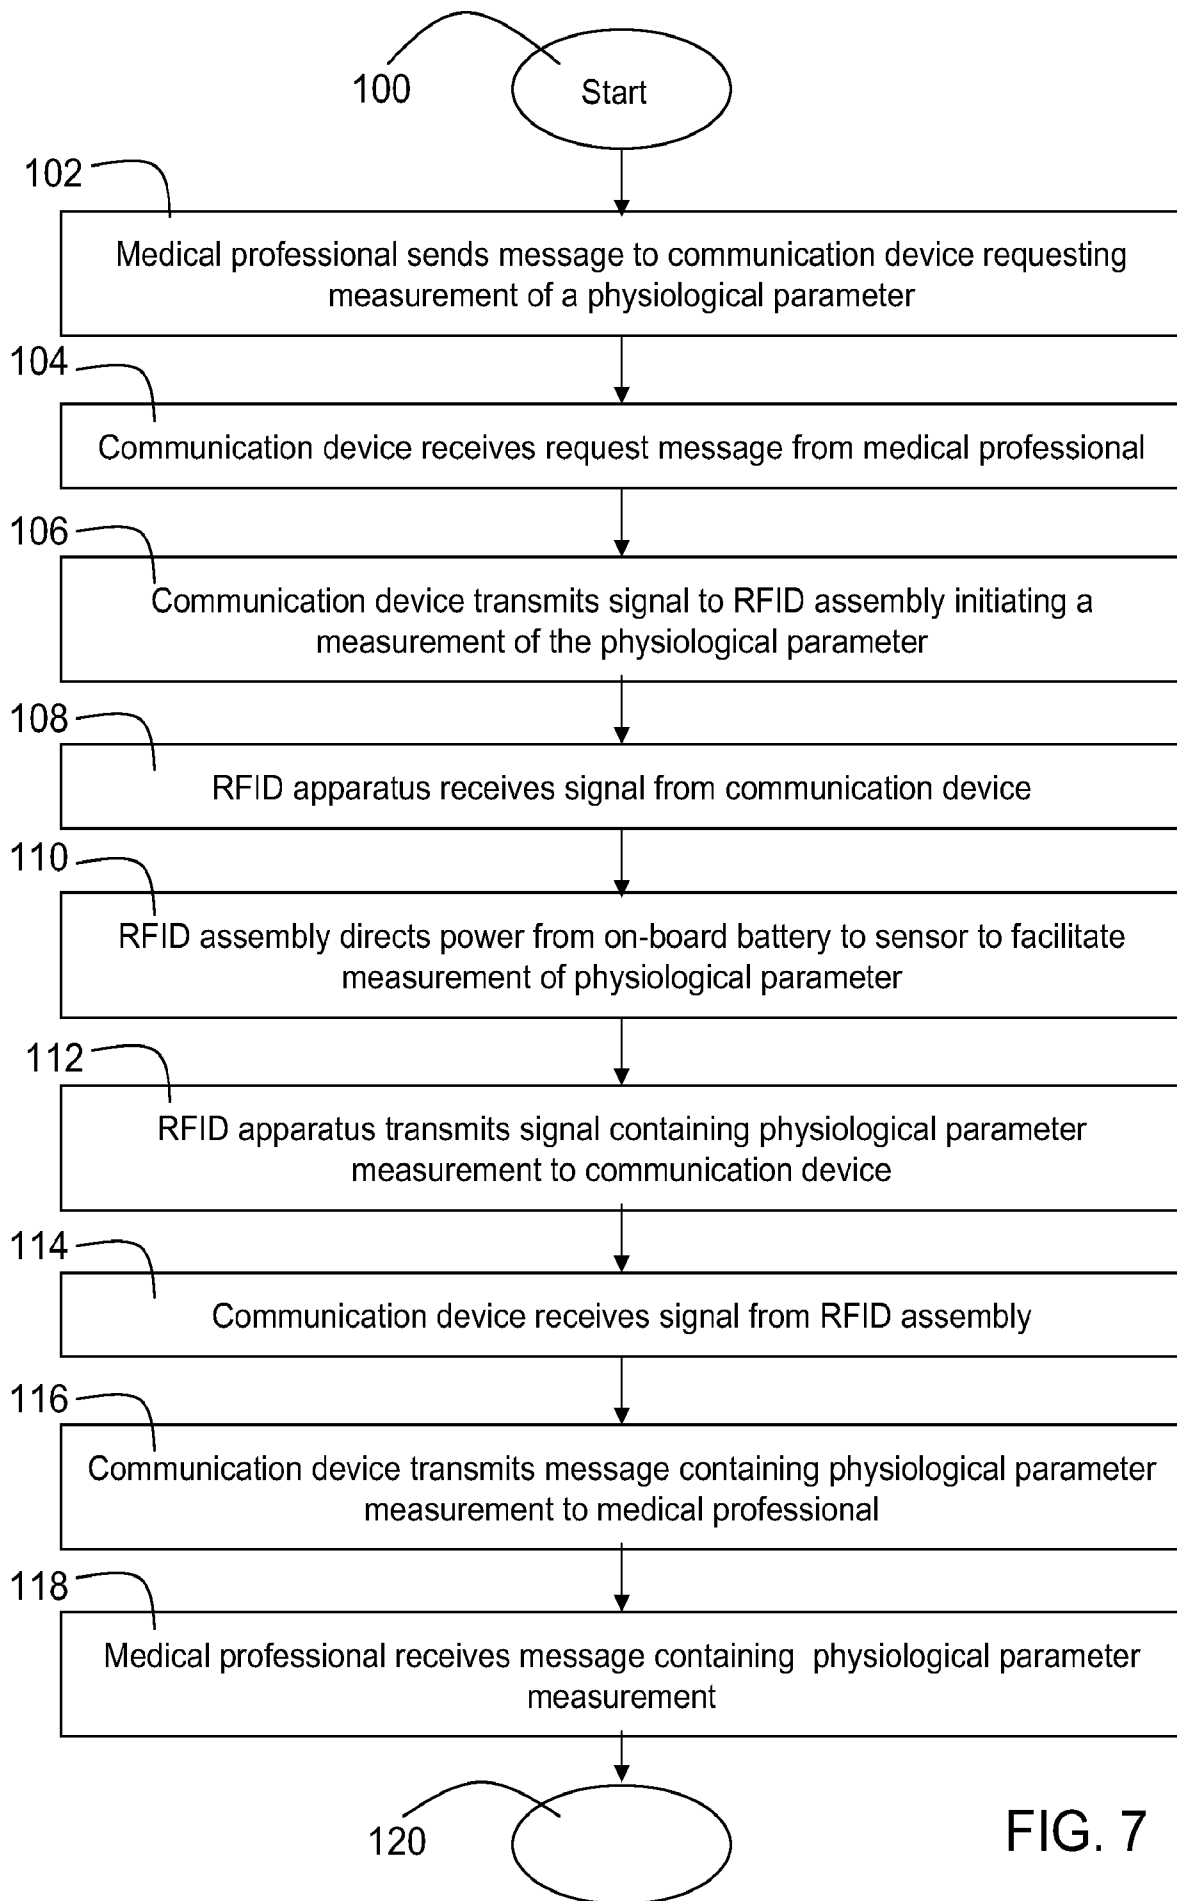 100
Start
102
Medical professional sends message to communication device requesting
measurement of a physiological parameter
104
Communication device receives request message from medical professional
106
Communication device transmits signal to RFID assembly initiating a
measurement of the physiological parameter
108
RFID apparatus receives signal from communication device
110
RFID assembly directs power from on-board battery to sensor to facilitate
measurement of physiological parameter
112
RFID apparatus transmits signal containing physiological parameter
measurement to communication device
114
Communication device receives signal from RFID assembly
116
Communication device transmits message containing physiological parameter
measurement to medical professional
118
Medical professional receives message containing physiological parameter
measurement
120
FIG. 7